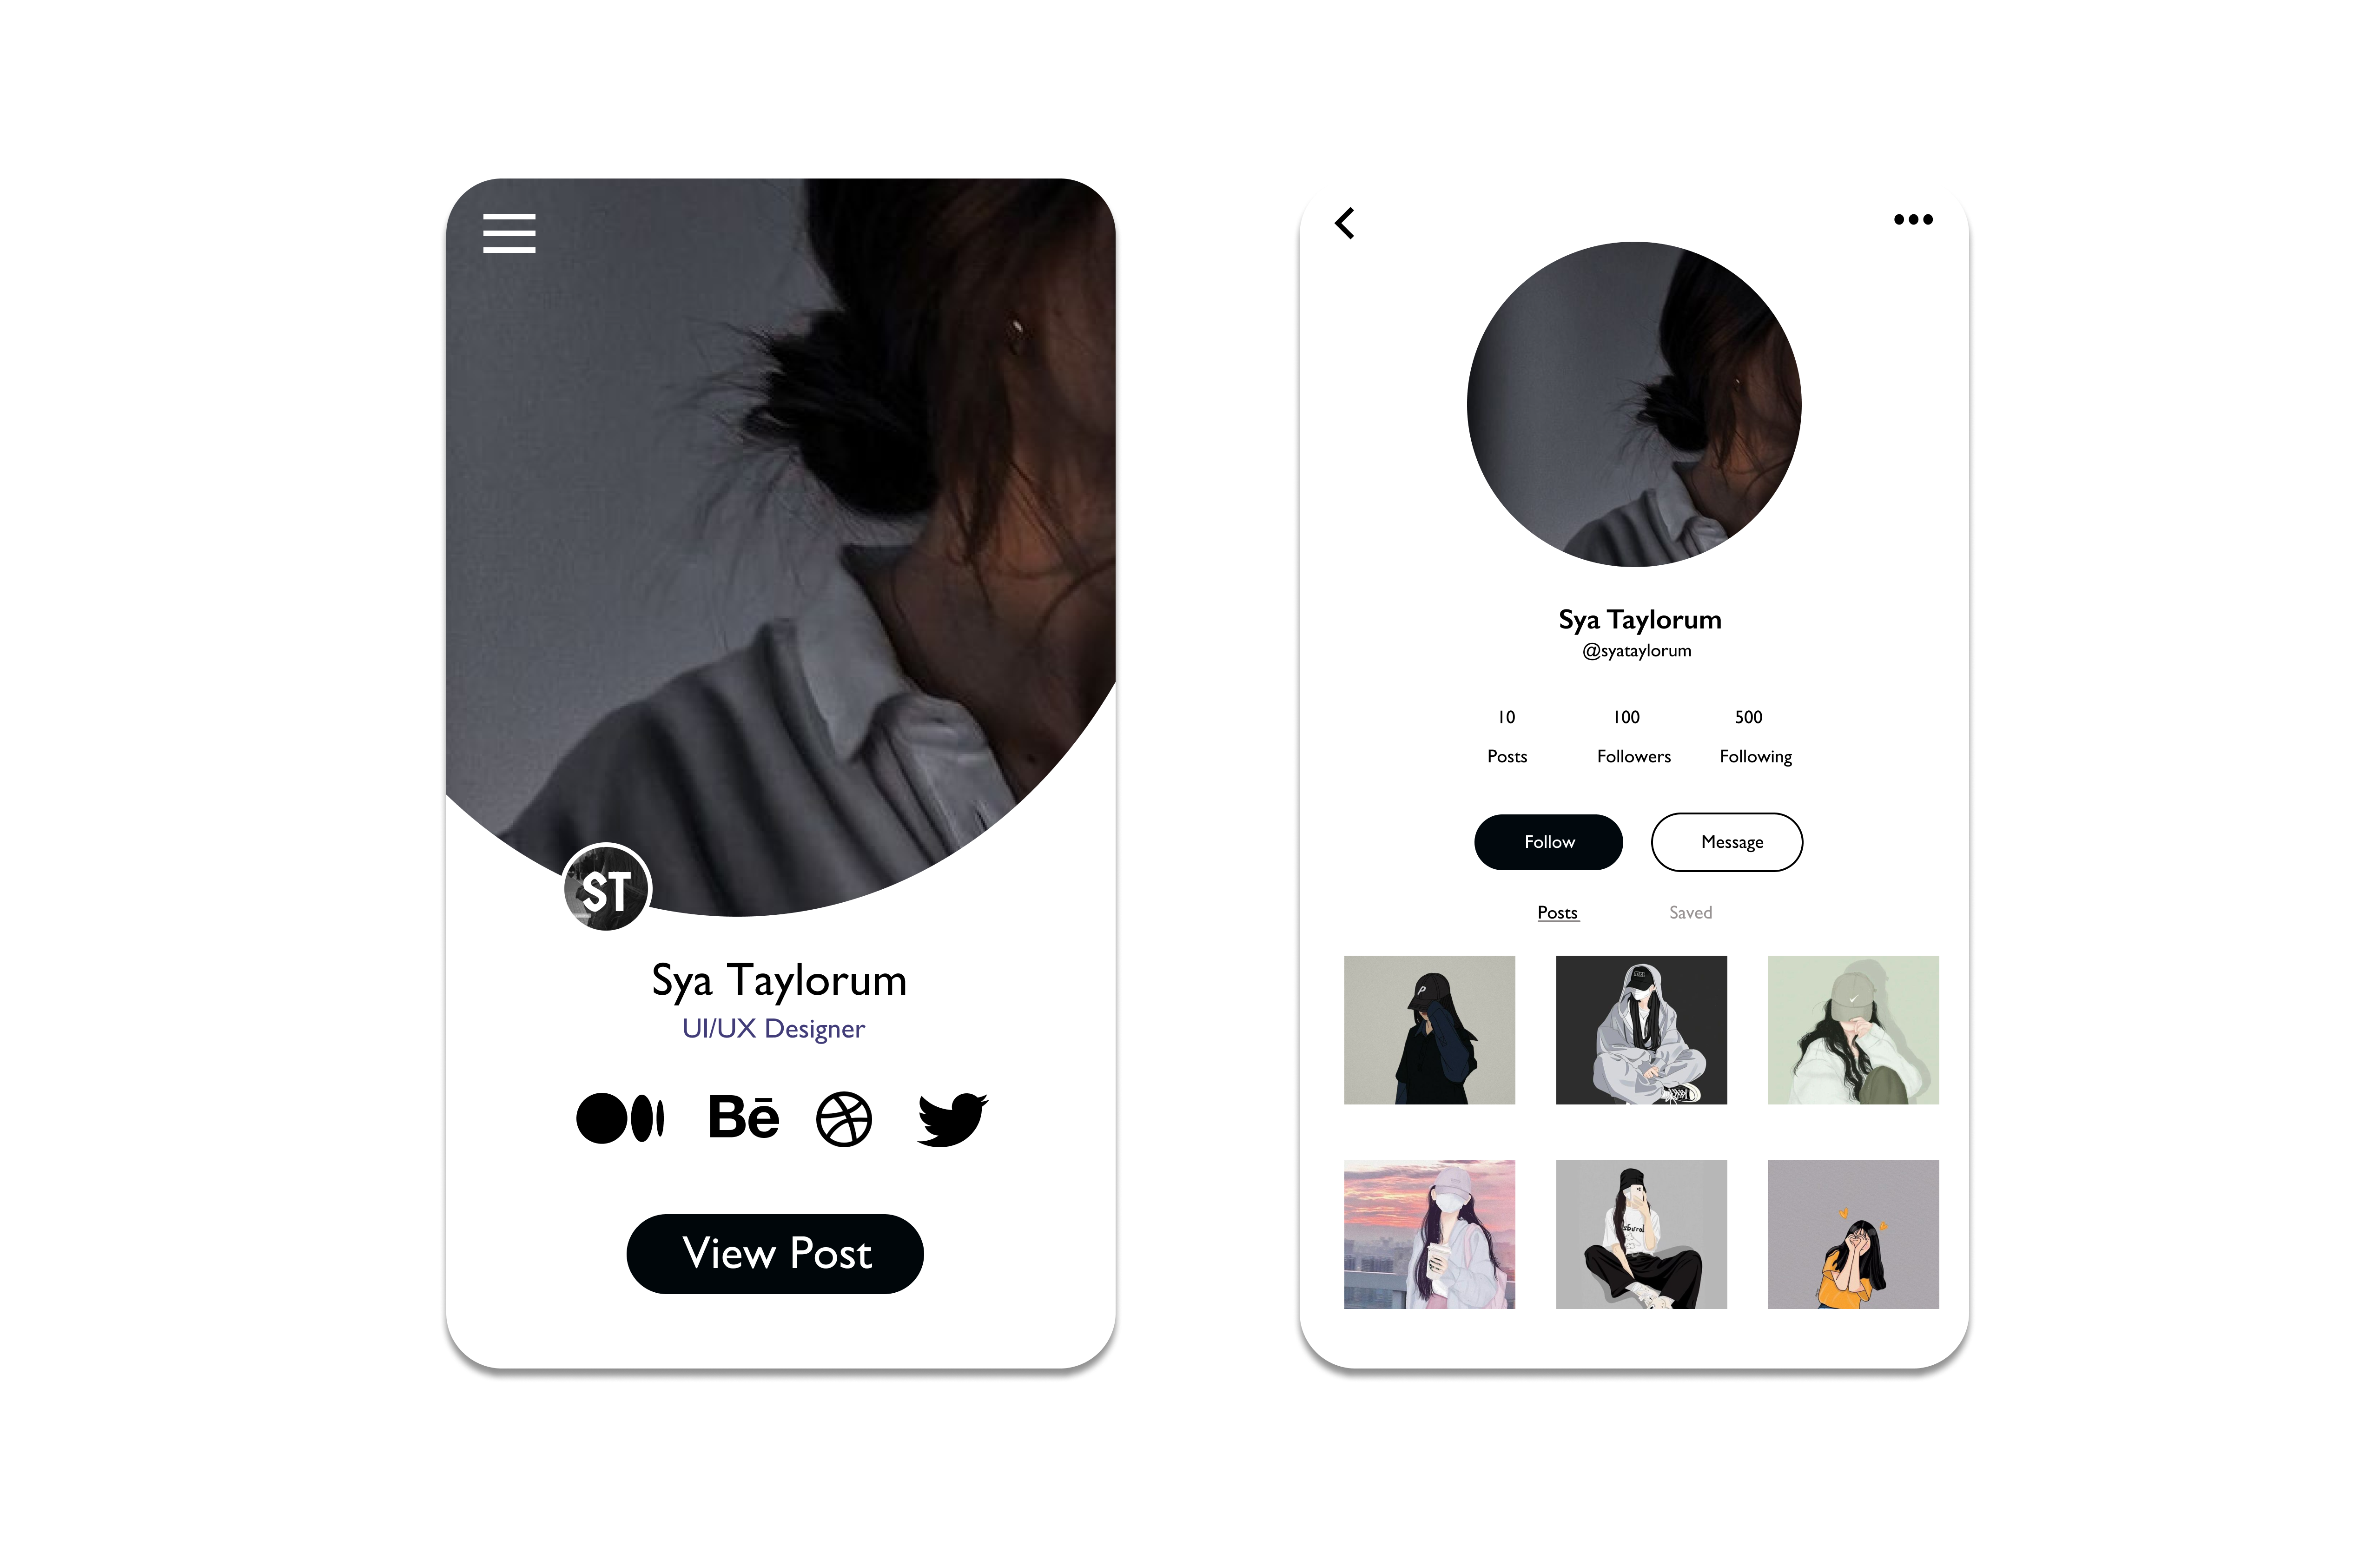 ST
Sya Taylorum
UI/UX Designer
Bē
View Post
Sya Taylorum
@syataylorum
10 100 500
Posts Followers Following
Follow Message
Posts Saved
P